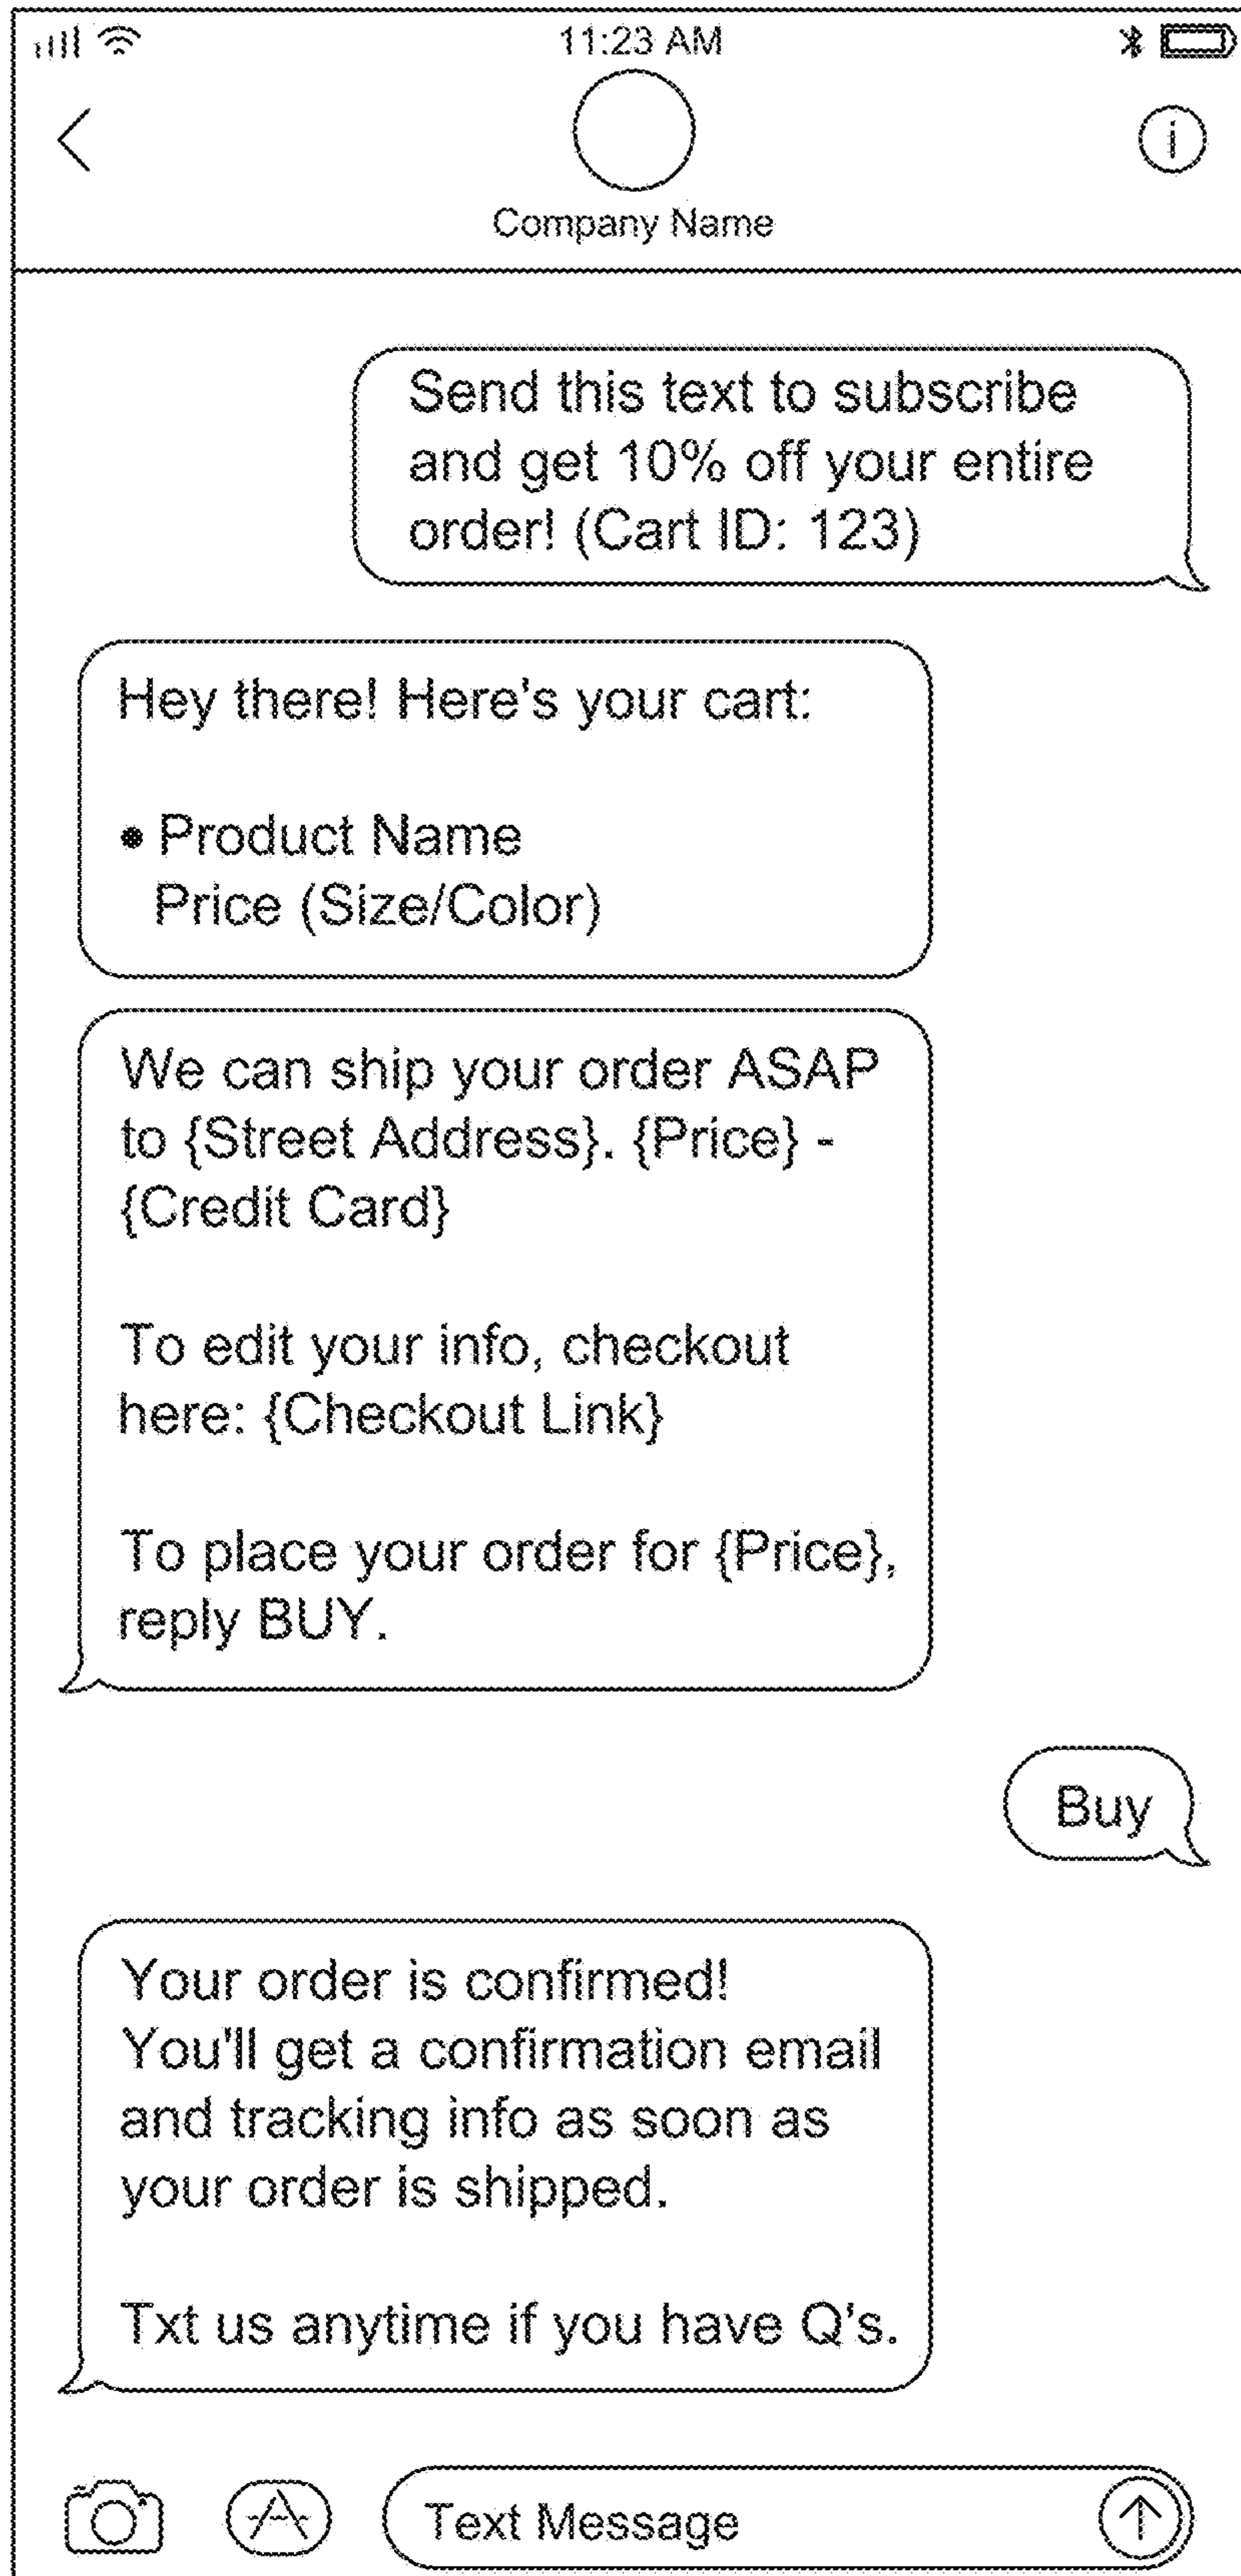 11:23 AM
i
Company Name
Send this text to subscribe
and get 10% off your entire
order! (Cart ID: 123)
Hey there! Here's your cart:
• Product Name
Price (Size/Color)
We can ship your order ASAP
to {Street Address}. {Price} -
{Credit Card}
To edit your info, checkout
here: {Checkout Link}
To place your order for {Price},
reply BUY.
Buy
Your order is confirmed!
You'll get a confirmation email
and tracking info as soon as
your order is shipped.
Txt us anytime if you have Q's.
Text Message